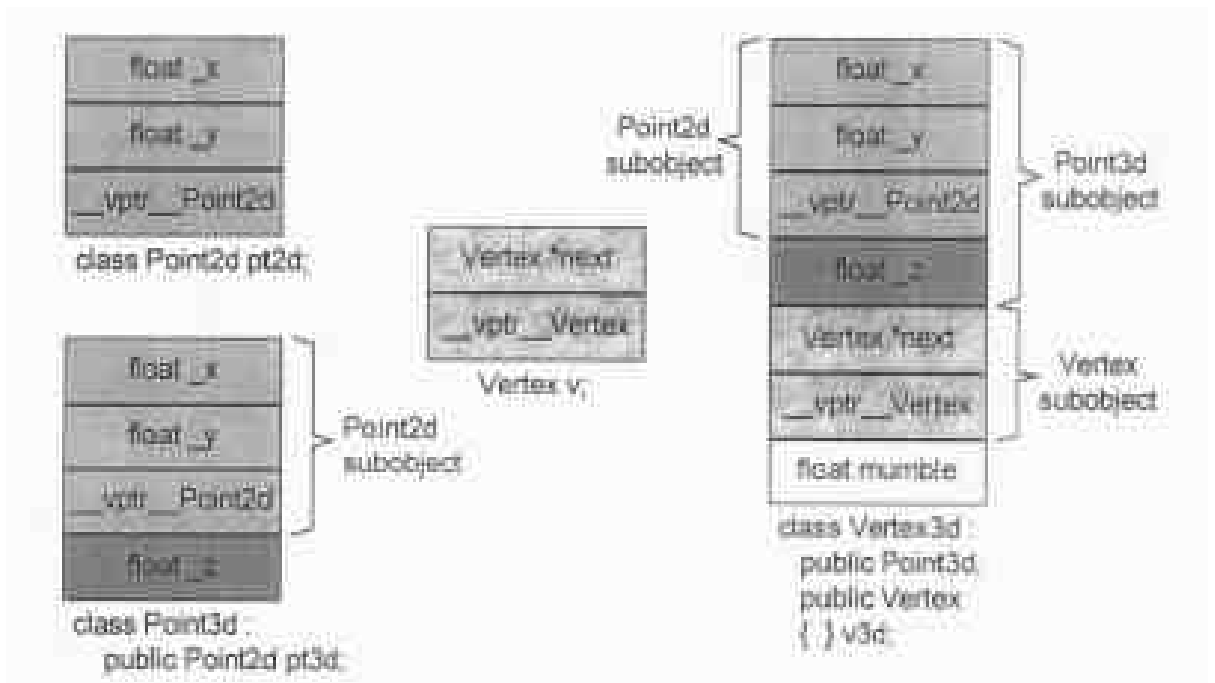 float _x
float _y
__vptr__Point2d
class Point2d pt2d;
float _x
float _y
__vptr__Point2d
float _z
Point2d
subobject
class Point3d :
public Point2d pt3d;
Vertex *next
__vptr__Vertex
Vertex v;
Point2d
subobject
float _x
float _y
__vptr__Point2d
float _z
Vertex *next
__vptr__Vertex
float mumble
Point3d
subobject
Vertex
subobject
class Vertex3d :
public Point3d,
public Vertex
{ } v3d;